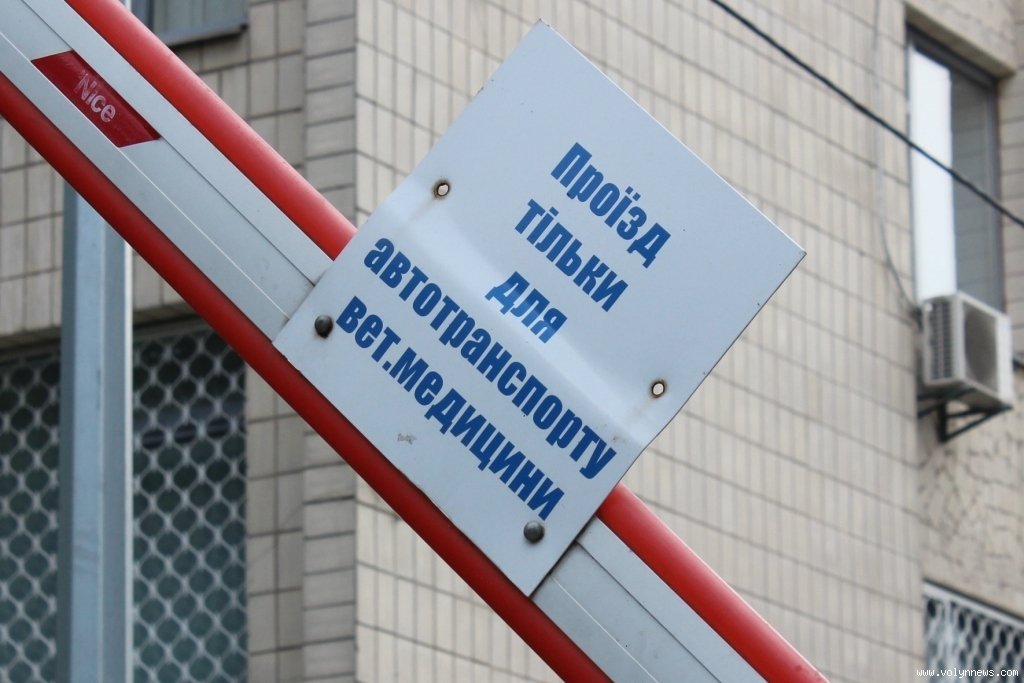 Nice
Проїзд
тільки
для
автотранспорту
вет.медицини
www.volynnews.com